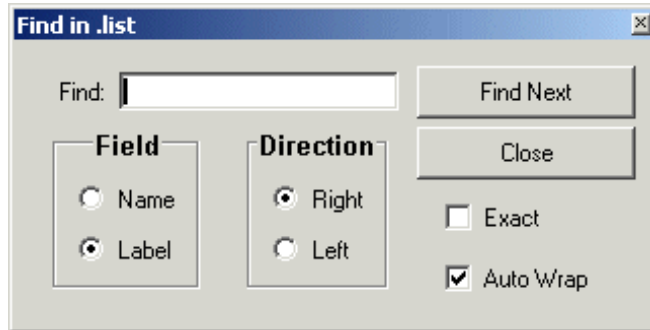 Find in .list
Find:
Find Next
Field
Direction
Close
Name
Right
Exact
Label
Left
Auto Wrap